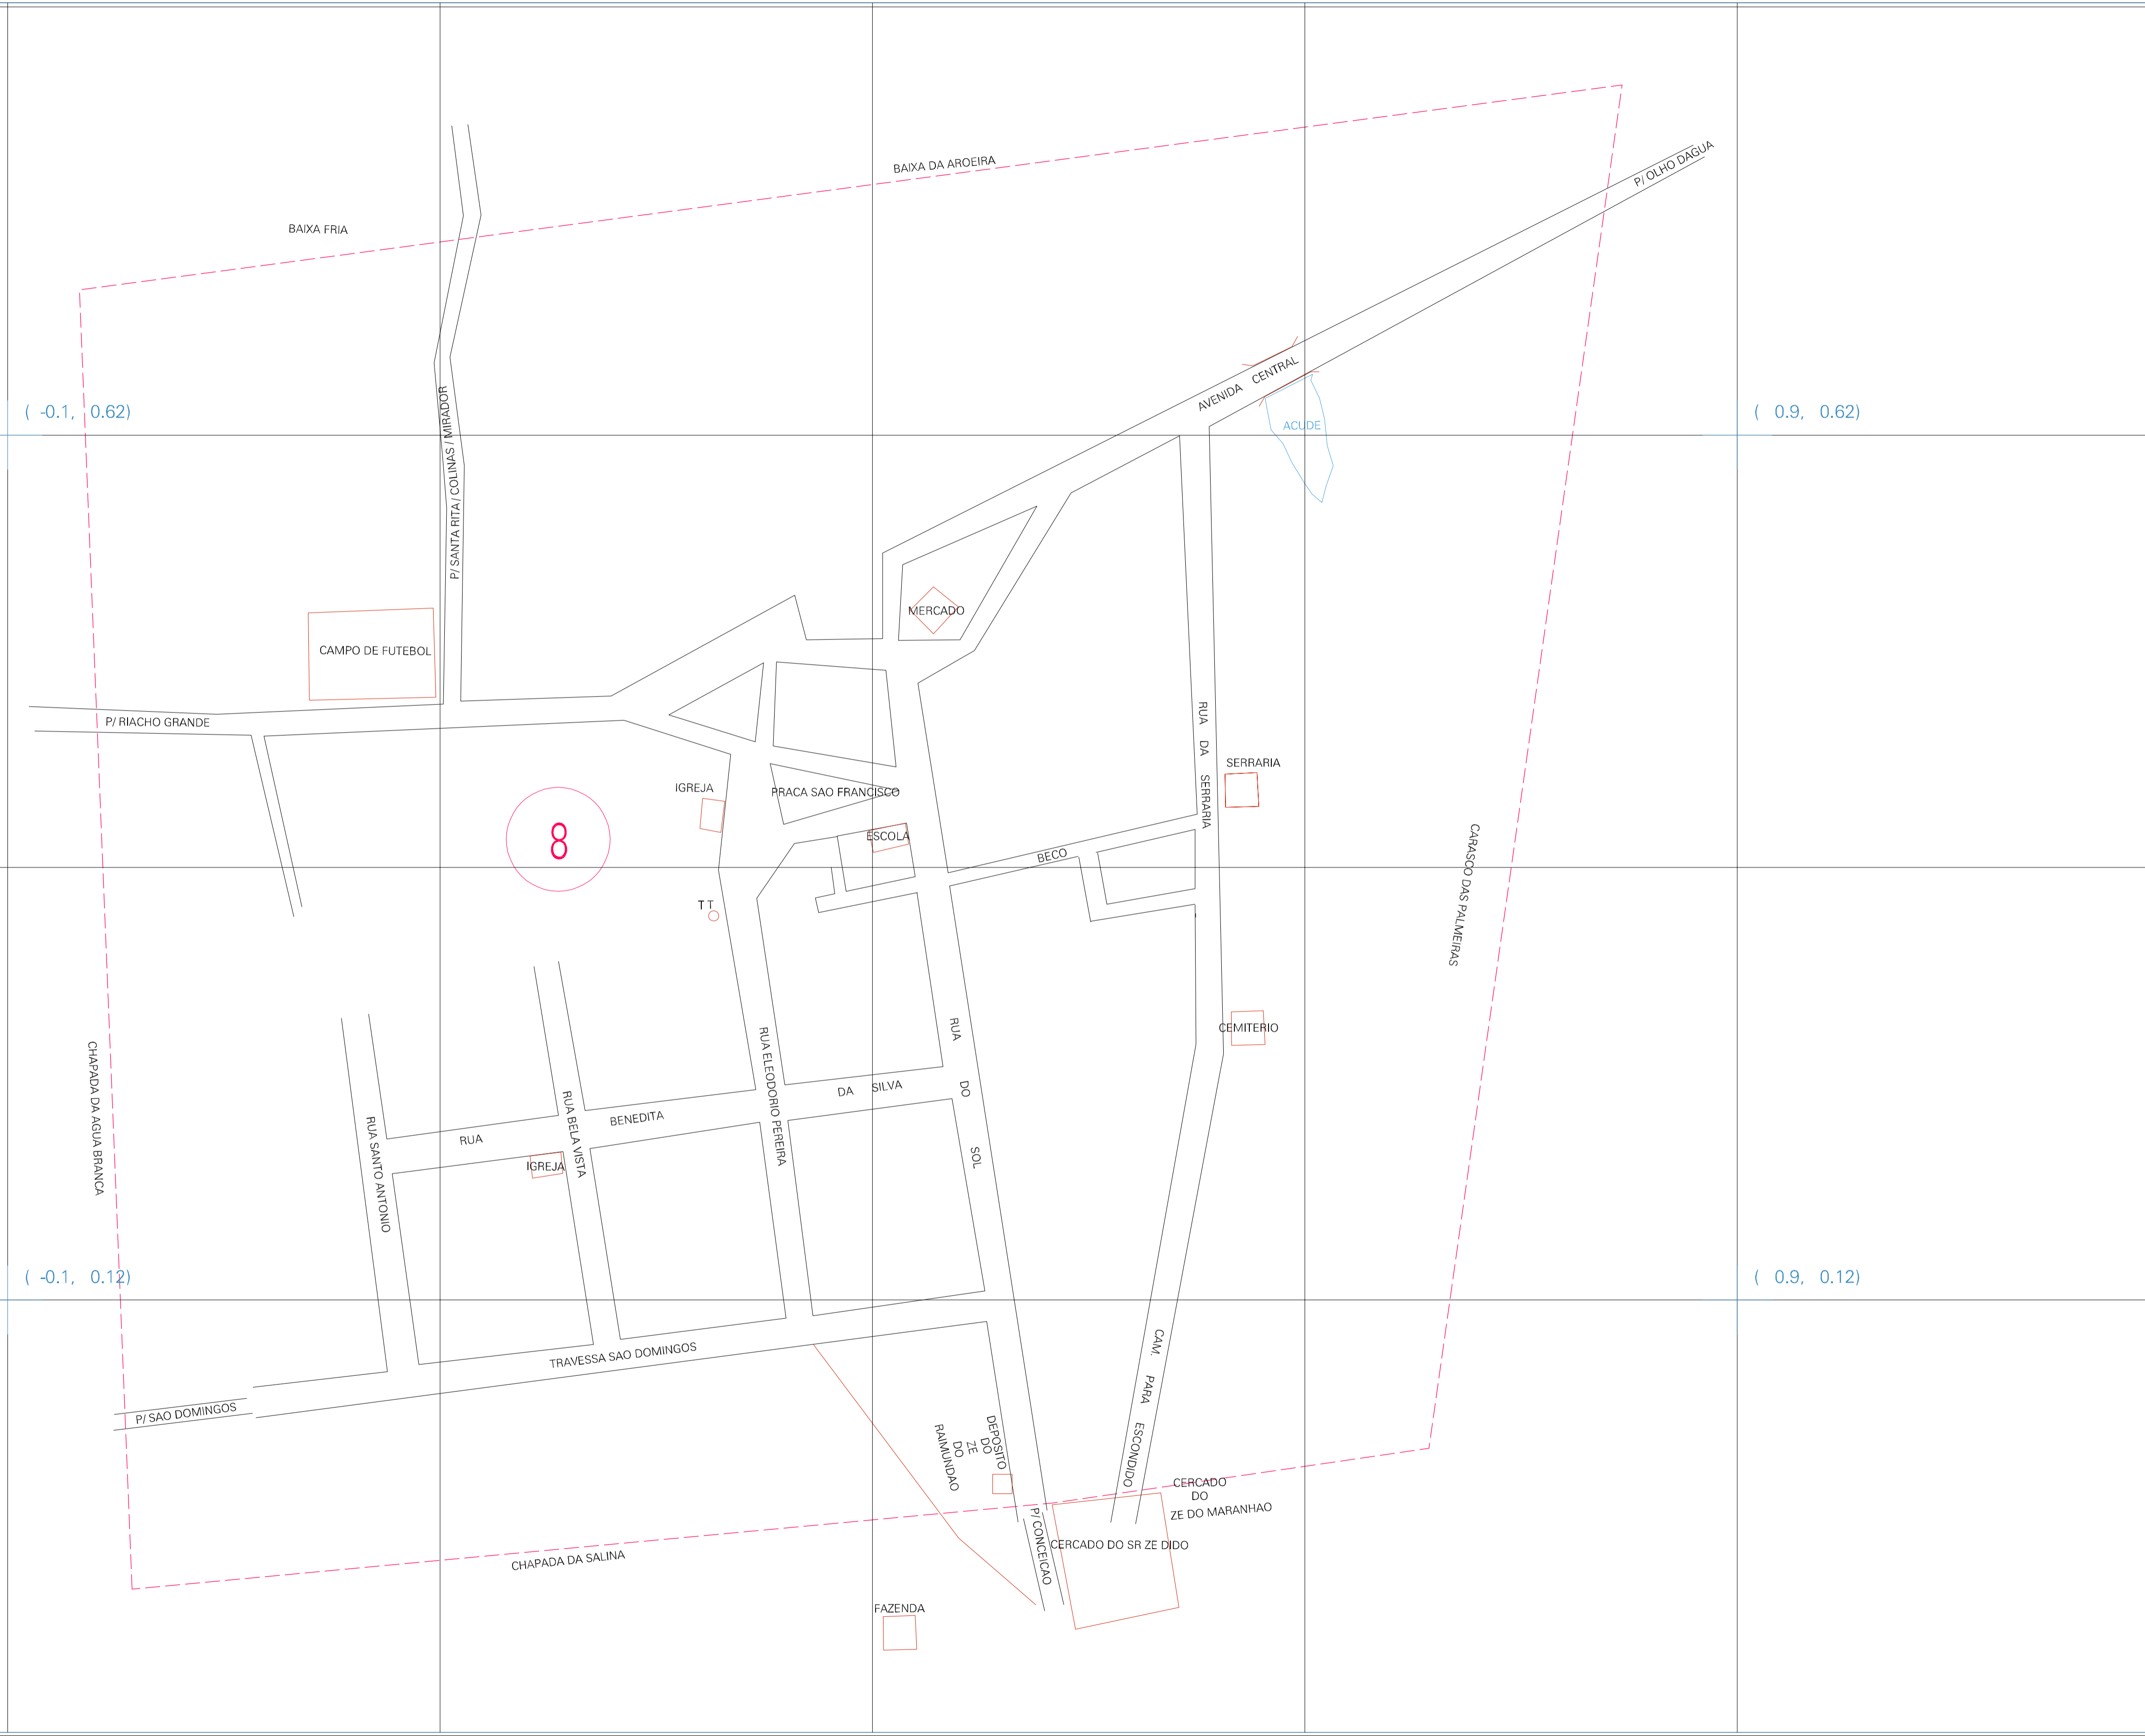 BAIXA DA AROEIRA
P/ OLHO DAGUA
BAIXA FRIA
AVENIDA CENTRAL
( -0.1, 0.62)
( 0.9, 0.62)
ACUDE
P/ SANTA RITA / COLINAS / MIRADOR
MERCADO
CAMPO DE FUTEBOL
P/ RIACHO GRANDE
RUA DA SERRARIA
SERRARIA
IGREJA
PRACA SAO FRANCISCO
8
ESCOLA
BECO
CARASCO DAS PALMEIRAS
T T
CEMITERIO
RUA DO SOL
CHAPADA DA AGUA BRANCA
RUA ELEODORIO PEREIRA
RUA BENEDITA DA SILVA
RUA BELA VISTA
RUA SANTO ANTONIO
IGREJA
( -0.1, 0.12)
( 0.9, 0.12)
TRAVESSA SAO DOMINGOS
CAM. PARA ESCONDIDO
P/ SAO DOMINGOS
DEPOSITO
DO
ZE
DO
RAIMUNDAO
CERCADO
DO
ZE DO MARANHAO
P/ CONCEICAO
CERCADO DO SR ZE DIDO
CHAPADA DA SALINA
FAZENDA